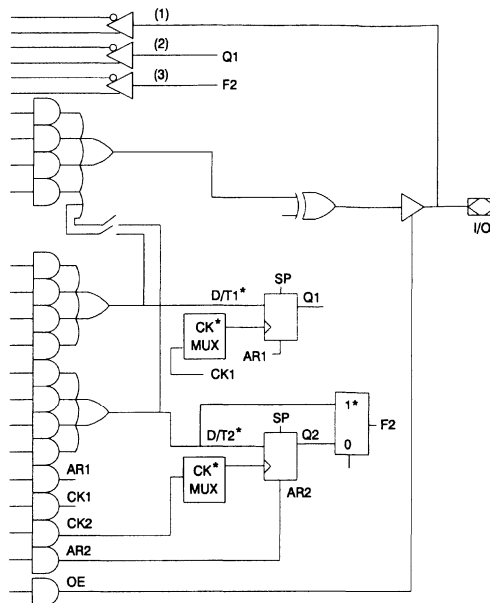 (1)
(2)
Q1
(3)
F2
I/O
SP
D/T1*
Q1
CK*
MUX
AR1
CK1
1*
F2
SP
D/T2*
Q2
0
CK*
MUX
AR2
AR1
CK1
CK2
AR2
OE